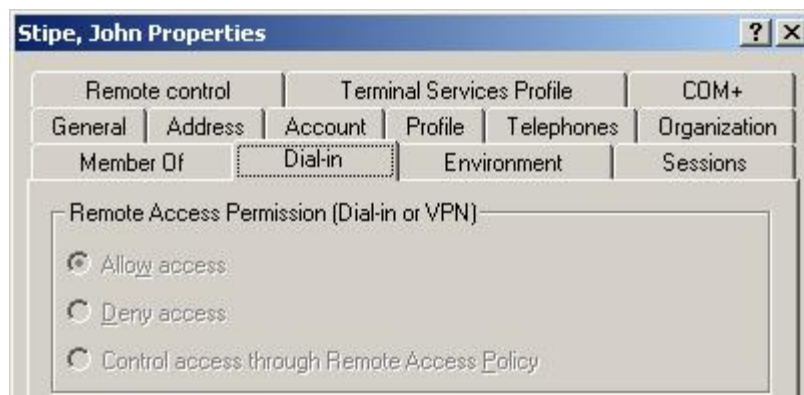 Stipe, John Properties
Remote control Terminal Services Profile COM+
General Address Account Profile Telephones Organization
Member Of Dial-in Environment Sessions
Remote Access Permission (Dial-in or VPN)
Allow access
Deny access
Control access through Remote Access Policy